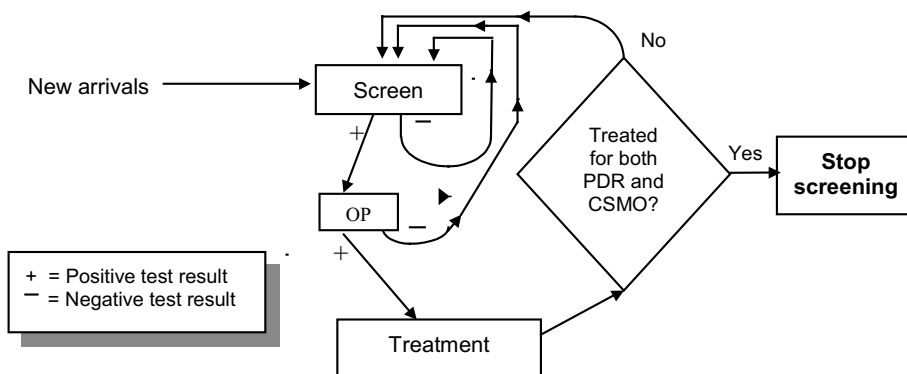 No
New arrivals
Screen
+
−
Treated
for both
PDR and
CSMO?
Yes
Stop
screening
OP
−
+
+ = Positive test result
− = Negative test result
Treatment